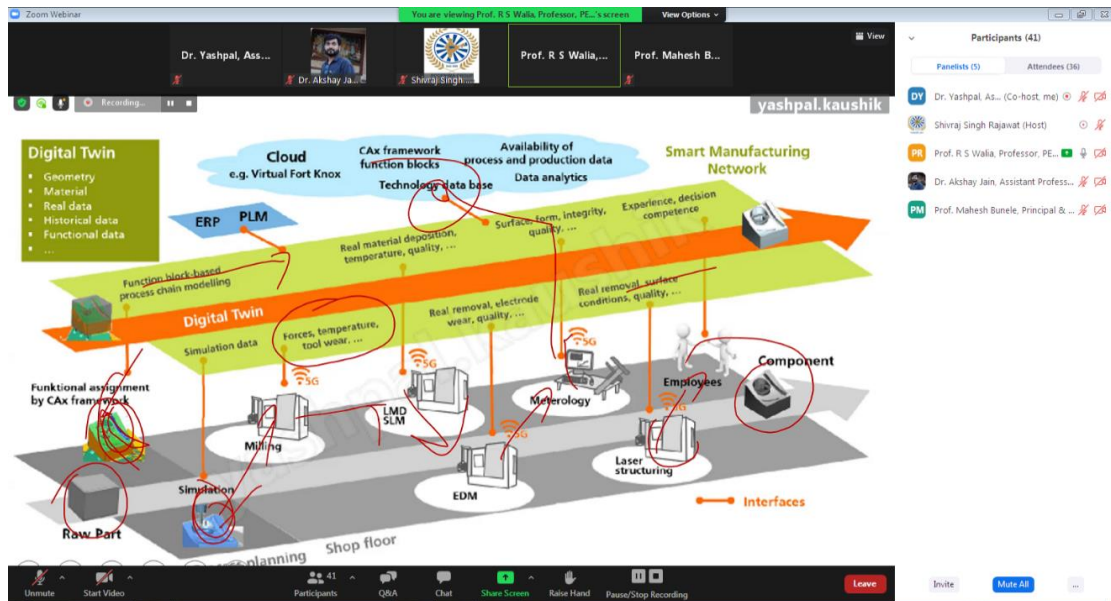 Zoom Webinar
You are viewing Prof. R S Walia, Professor, PE...'s screen
View Options
View
Dr. Yashpal, Ass...
Dr. Akshay Ja...
Shivraj Singh ...
Prof. R S Walia,...
Prof. Mahesh B...
Recording...
yashpal.kaushik
Digital Twin
Geometry
Material
Real data
Historical data
Functional data
...
Cloud
e.g. Virtual Fort Knox
CAx framework
function blocks
Technology data base
Availability of
process and production data
Data analytics
Smart Manufacturing
Network
ERP
PLM
Function block-based
process chain modelling
Real material deposition,
temperature, quality, ...
Surface, form, integrity,
quality, ...
Experience, decision
competence
Digital Twin
Simulation data
Forces, temperature,
tool wear, ...
Real removal, electrode
wear, quality, ...
Real removal, surface
conditions, quality, ...
Funktional assignment
by CAx framework
5G
5G
5G
5G
5G
Milling
LMD
SLM
EDM
Meterology
Employees
Laser
structuring
Component
Raw Part
Simulation
planning
Shop floor
Interfaces
Participants (41)
Panelists (5)
Attendees (36)
DY
Dr. Yashpal, As... (Co-host, me)
Shivraj Singh Rajawat (Host)
PR
Prof. R S Walia, Professor, PE...
Dr. Akshay Jain, Assistant Profess...
PM
Prof. Mahesh Bunele, Principal & ...
Unmute
Start Video
41
Participants
Q&A
Chat
Share Screen
Raise Hand
Pause/Stop Recording
Leave
Invite
Mute All
...